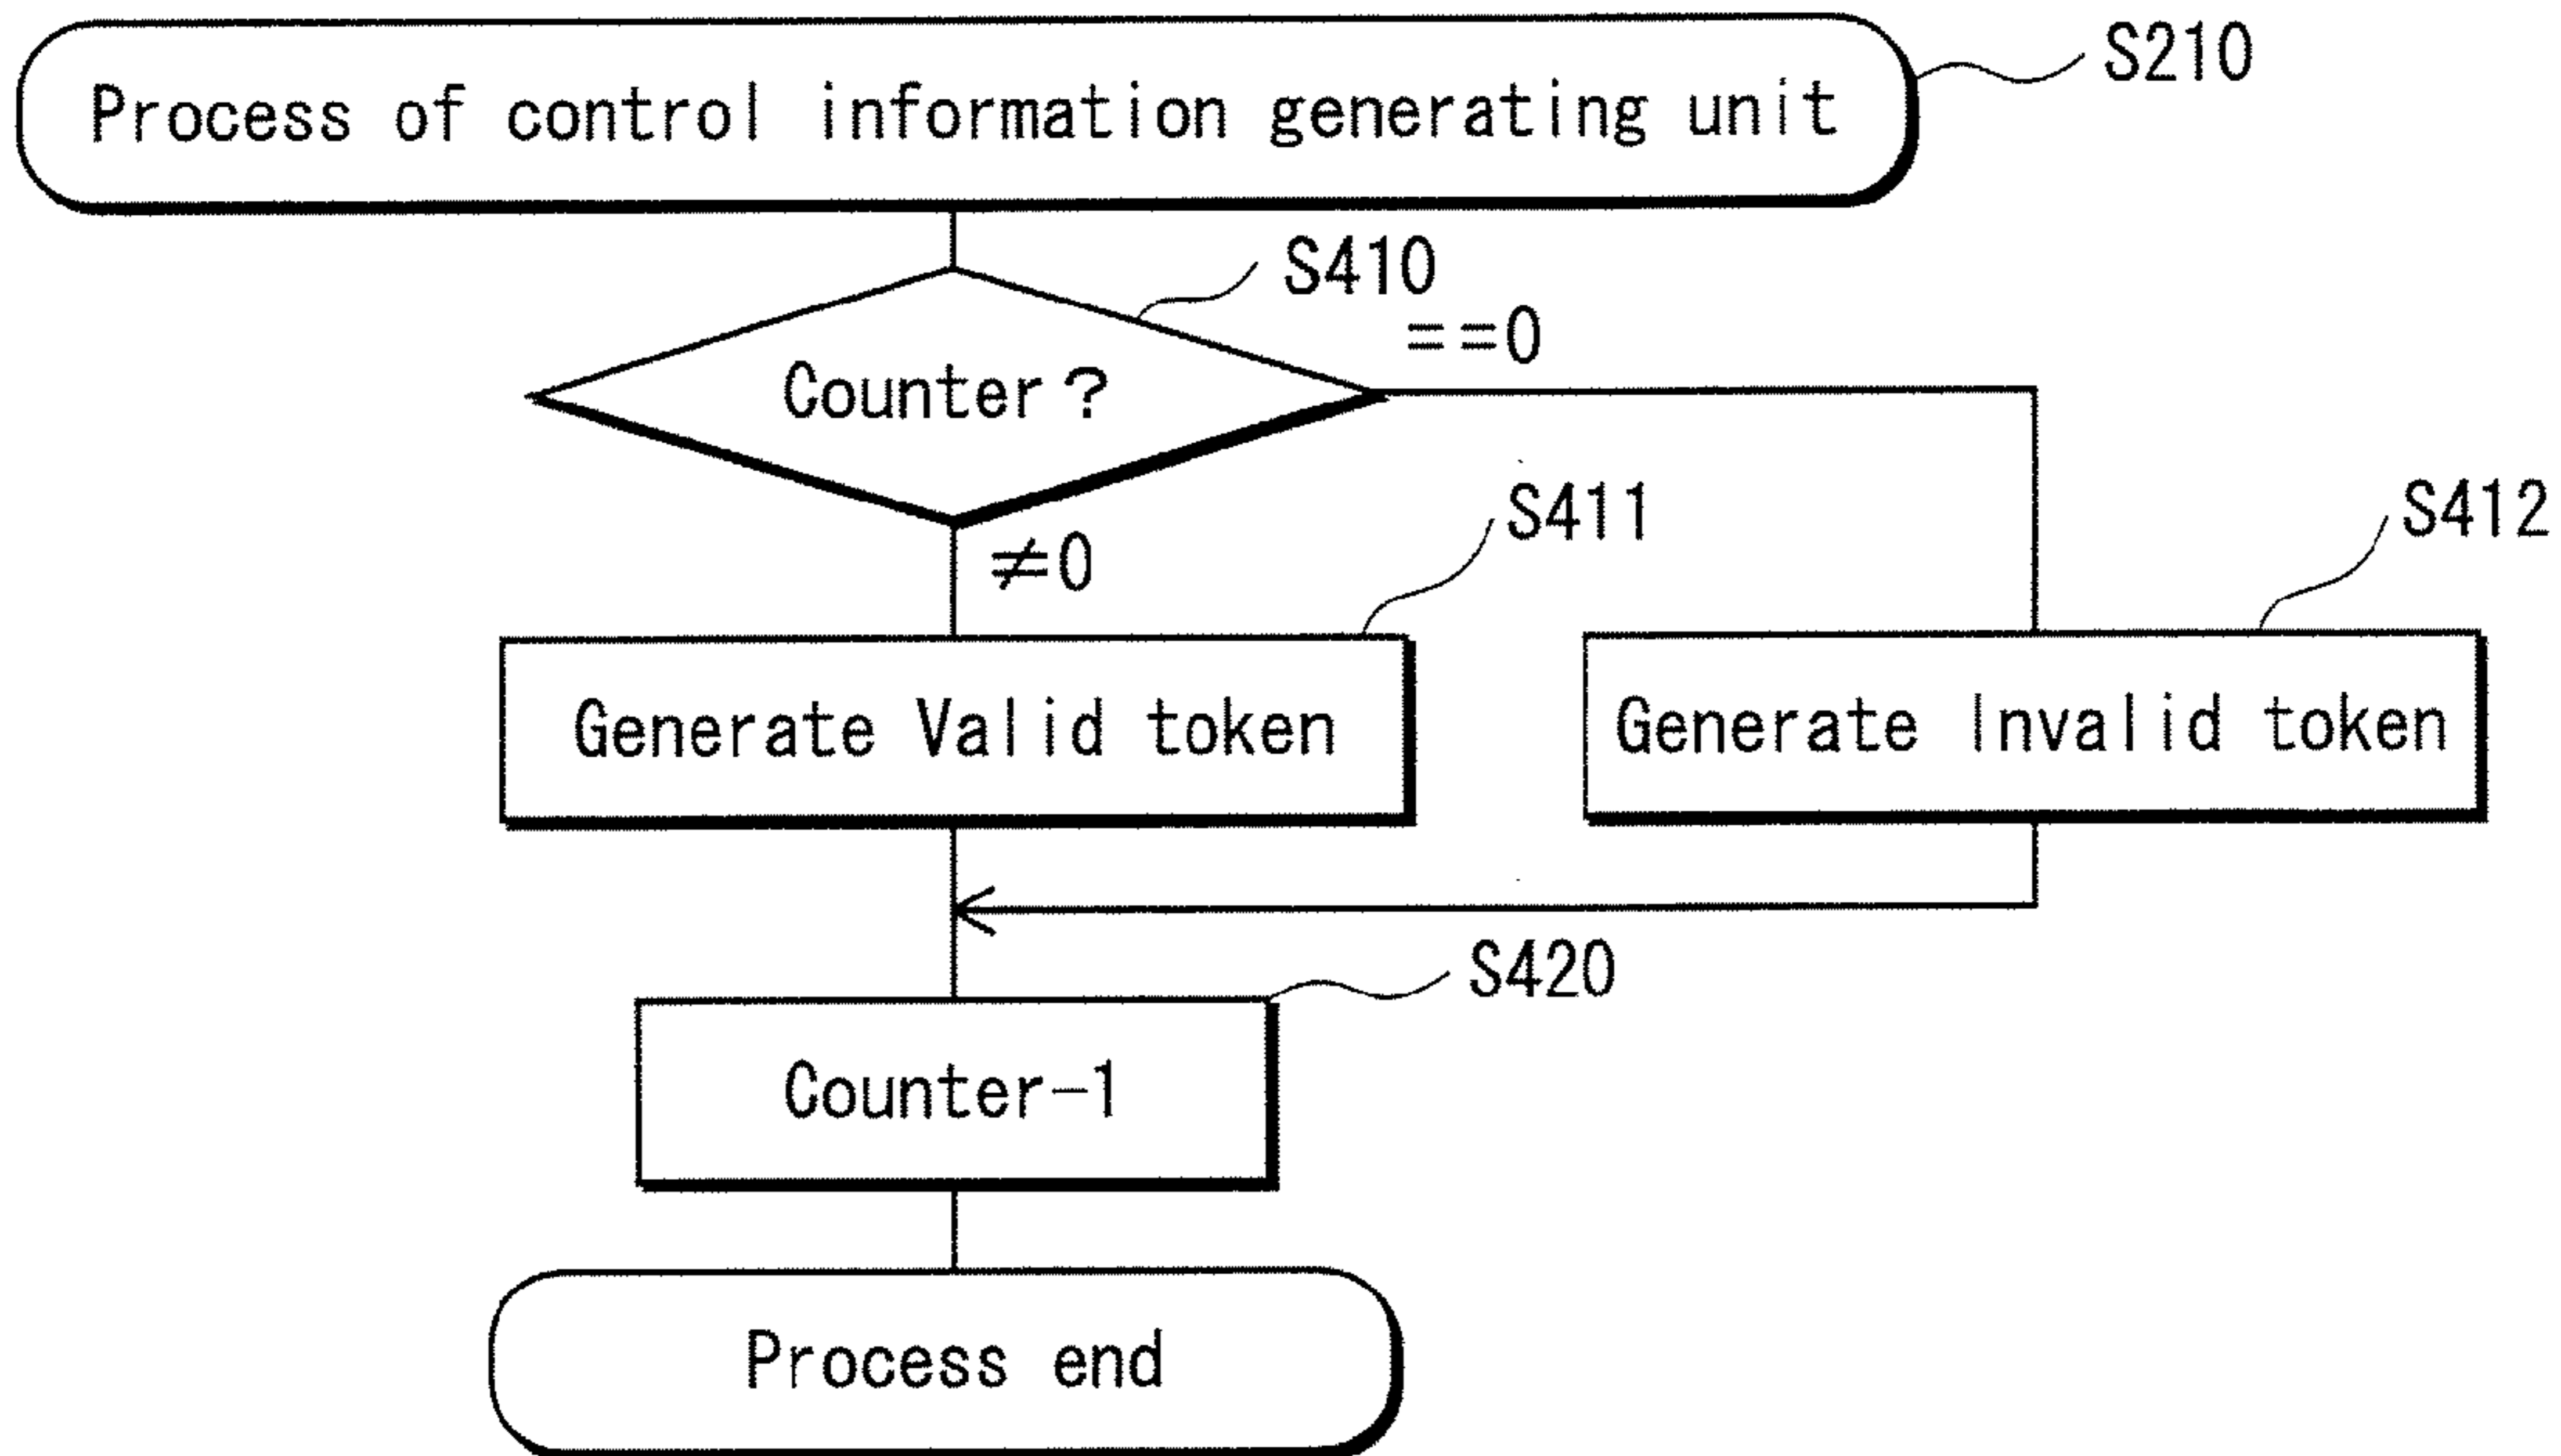 Process of control information generating unit
S210
S410
==0
Counter?
≠0
S411
S412
Generate Valid token
Generate Invalid token
S420
Counter-1
Process end